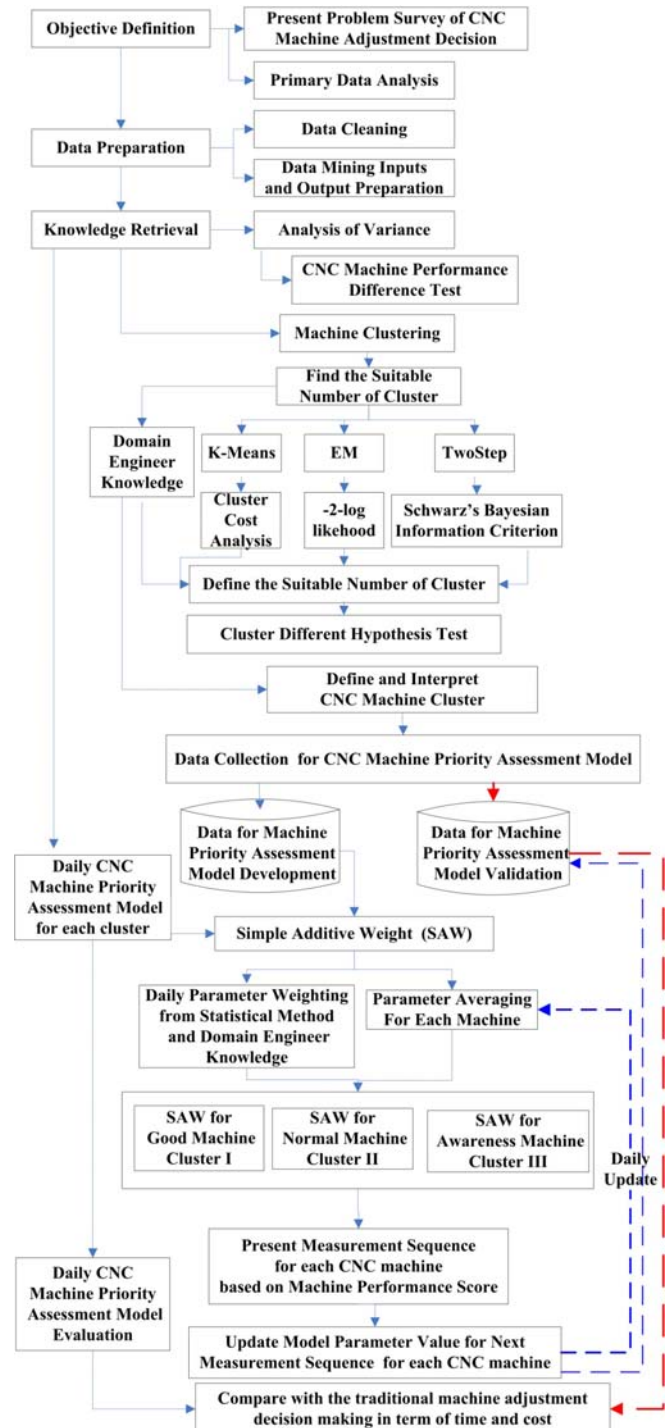 Objective Definition
Present Problem Survey of CNC
Machine Adjustment Decision
Primary Data Analysis
Data Preparation
Data Cleaning
Data Mining Inputs
and Output Preparation
Knowledge Retrieval
Analysis of Variance
CNC Machine Performance
Difference Test
Machine Clustering
Find the Suitable
Number of Cluster
Domain
Engineer
Knowledge
K-Means
EM
TwoStep
Cluster
Cost
Analysis
-2-log
likehood
Schwarz's Bayesian
Information Criterion
Define the Suitable Number of Cluster
Cluster Different Hypothesis Test
Define and Interpret
CNC Machine Cluster
Data Collection for CNC Machine Priority Assessment Model
Data for Machine
Priority Assessment
Model Development
Data for Machine
Priority Assessment
Model Validation
Daily CNC
Machine Priority
Assessment Model
for each cluster
Simple Additive Weight (SAW)
Daily Parameter Weighting
from Statistical Method
and Domain Engineer
Knowledge
Parameter Averaging
For Each Machine
SAW for
Good Machine
Cluster I
SAW for
Normal Machine
Cluster II
SAW for
Awareness Machine
Cluster III
Daily
Update
Present Measurement Sequence
for each CNC machine
based on Machine Performance Score
Daily CNC
Machine Priority
Assessment Model
Evaluation
Update Model Parameter Value for Next
Measurement Sequence for each CNC machine
Compare with the traditional machine adjustment
decision making in term of time and cost